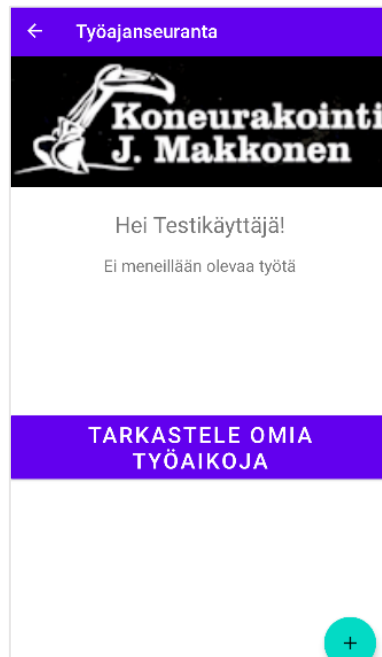 Työajanseuranta
Koneurakointi
J. Makkonen
Hei Testikäyttäjä!
Ei meneillään olevaa työtä
TARKASTELE OMIA
TYÖAIKOJA
+